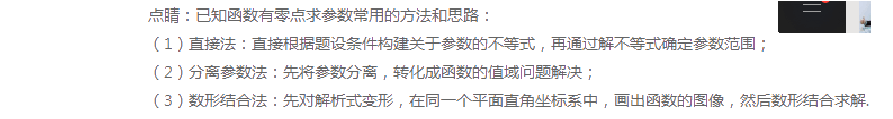 点睛：已知函数有零点求参数常用的方法和思路：
（1）直接法：直接根据题设条件构建关于参数的不等式，再通过解不等式确定参数范围；
（2）分离参数法：先将参数分离，转化成函数的值域问题解决；
（3）数形结合法：先对解析式变形，在同一个平面直角坐标系中，画出函数的图像，然后数形结合求解.